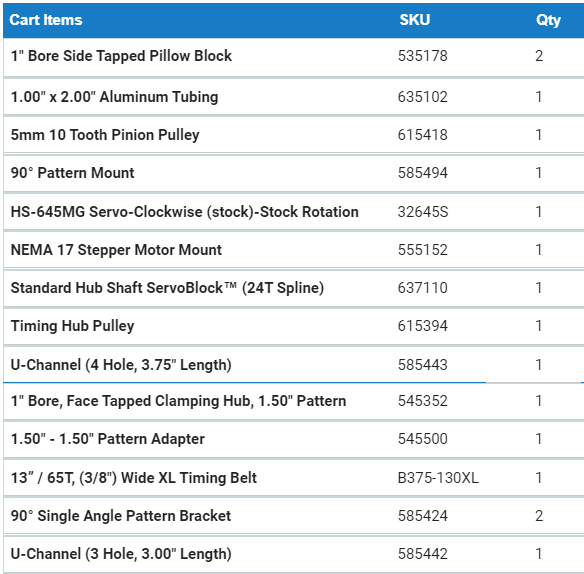 Cart Items SKU Qty
1" Bore Side Tapped Pillow Block 535178 2
1.00" x 2.00" Aluminum Tubing 635102 1
5mm 10 Tooth Pinion Pulley 615418 1
90° Pattern Mount 585494 1
HS-645MG Servo-Clockwise (stock)-Stock Rotation 32645S 1
NEMA 17 Stepper Motor Mount 555152 1
Standard Hub Shaft ServoBlock™ (24T Spline) 637110 1
Timing Hub Pulley 615394 1
U-Channel (4 Hole, 3.75" Length) 585443 1
1" Bore, Face Tapped Clamping Hub, 1.50" Pattern 545352 1
1.50" - 1.50" Pattern Adapter 545500 1
13” / 65T, (3/8") Wide XL Timing Belt B375-130XL 1
90° Single Angle Pattern Bracket 585424 2
U-Channel (3 Hole, 3.00" Length) 585442 1